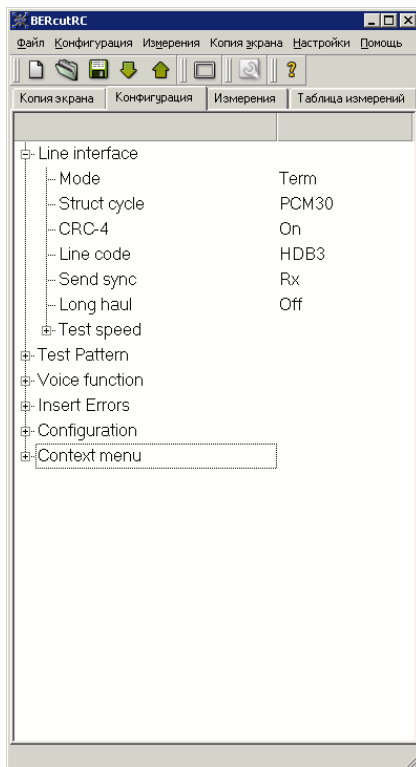 BERcutRC
Файл Конфигурация Измерения Копия экрана Настройки Помощь
Копия экрана Конфигурация Измерения Таблица измерений
Line interface
Mode Term
Struct cycle PCM30
CRC-4 On
Line code HDB3
Send sync Rx
Long haul Off
Test speed
Test Pattern
Voice function
Insert Errors
Configuration
Context menu